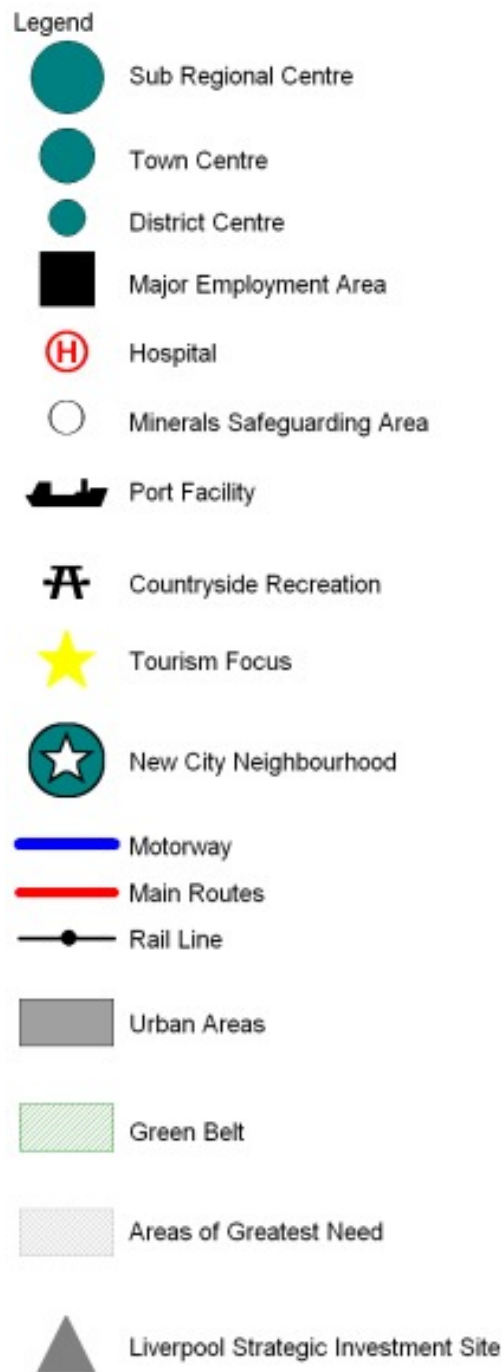 Legend
Sub Regional Centre
Town Centre
District Centre
Major Employment Area
H
Hospital
Minerals Safeguarding Area
Port Facility
Countryside Recreation
Tourism Focus
New City Neighbourhood
Motorway
Main Routes
Rail Line
Urban Areas
Green Belt
Areas of Greatest Need
Liverpool Strategic Investment Site